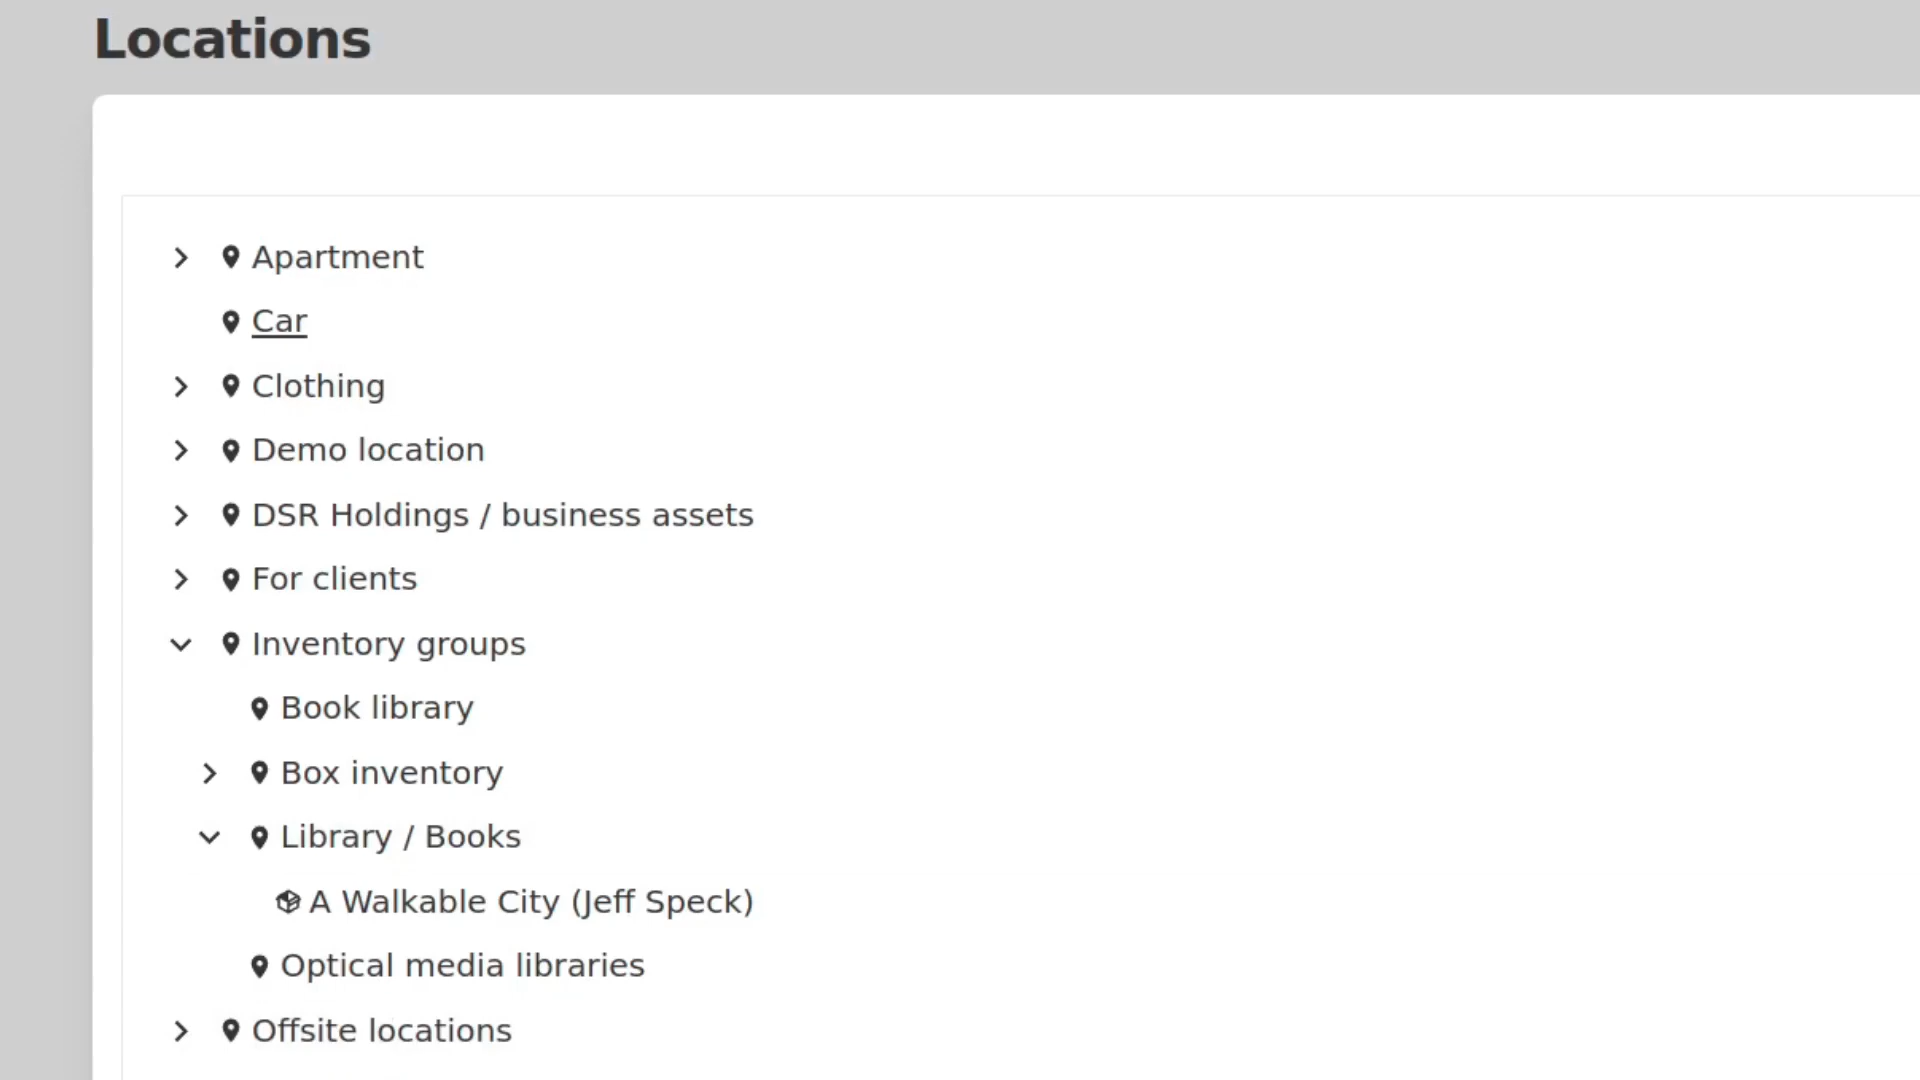 Locations
Apartment
Car
Clothing
Demo location
DSR Holdings / business assets
For clients
Inventory groups
Book library
Box inventory
Library / Books
A Walkable City (Jeff Speck)
Optical media libraries
Offsite locations